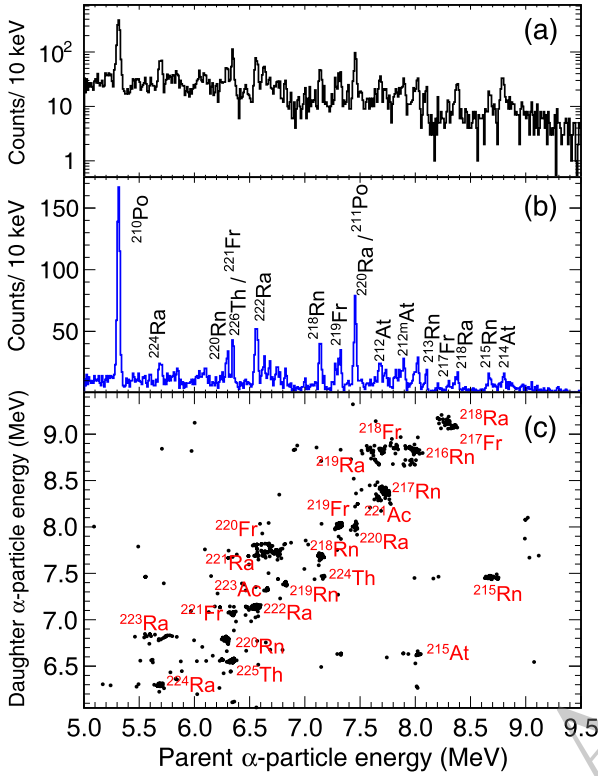 (a)
Counts/ 10 keV
10²
10
1
(b)
Counts/ 10 keV
150
100
50
²¹⁰Po
²²⁴Ra
²²⁰Rn
²²⁶Th / ²²¹Fr
²²²Ra
²¹⁸Rn
²¹⁹Fr
²²⁰Ra / ²¹¹Po
²¹²At
²¹²ᵐAt
²¹³Rn
²¹⁷Fr
²¹⁸Ra
²¹⁵Rn
²¹⁴At
(c)
Daughter α-particle energy (MeV)
9.0
8.5
8.0
7.5
7.0
6.5
²¹⁸Ra
²¹⁸Fr
²¹⁷Fr
²¹⁶Rn
²¹⁹Ra
²¹⁷Rn
²¹⁹Fr
²²¹Ac
²²⁰Fr
²²⁰Ra
²¹⁸Rn
²²¹Ra
²²⁴Th
²²³Ac
²¹⁹Rn
²¹⁵Rn
²²¹Fr
²²²Ra
²²³Ra
²²⁰Rn
²¹⁵At
²²⁵Th
²²⁴Ra
5.0 5.5 6.0 6.5 7.0 7.5 8.0 8.5 9.0 9.5
Parent α-particle energy (MeV)